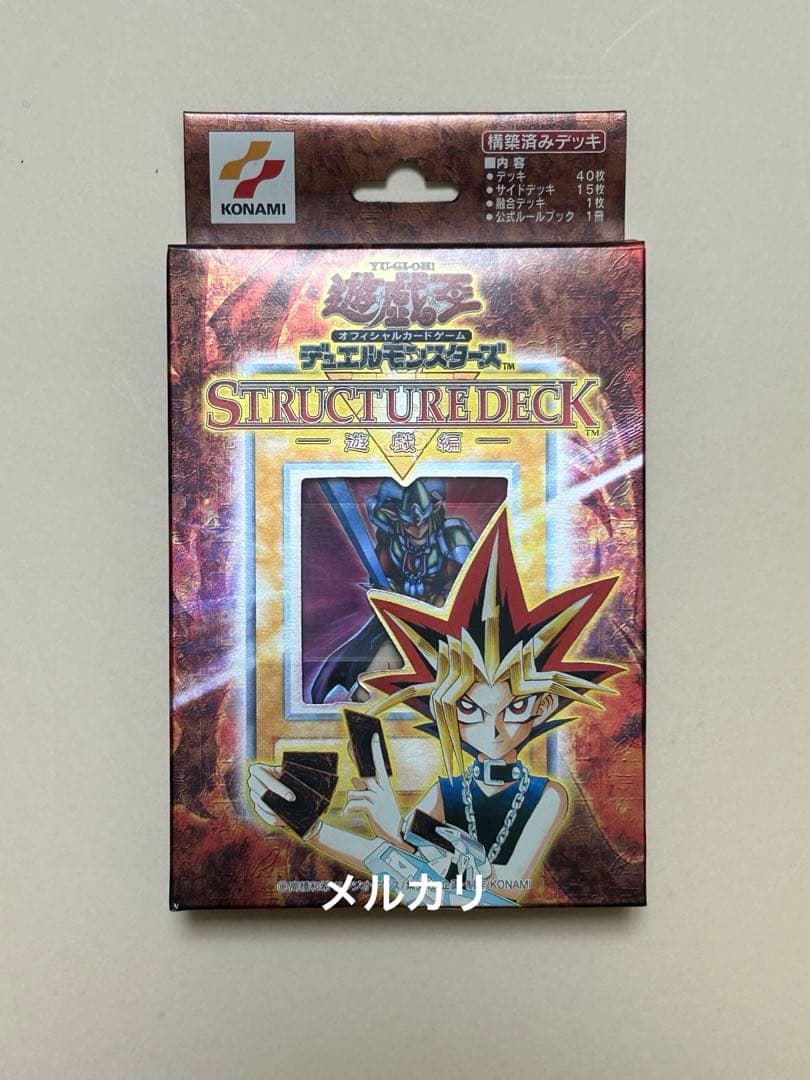 KONAMI
構築済みデッキ
■内容
•デッキ 40枚
•サイドデッキ 15枚
•融合デッキ 1枚
•公式ルールブック 1冊
YU-GI-OH!
遊戯王
オフィシャルカードゲーム
デュエルモンスターズ™
STRUCTURE DECK™
遊戯編
メルカリ
KONAMI